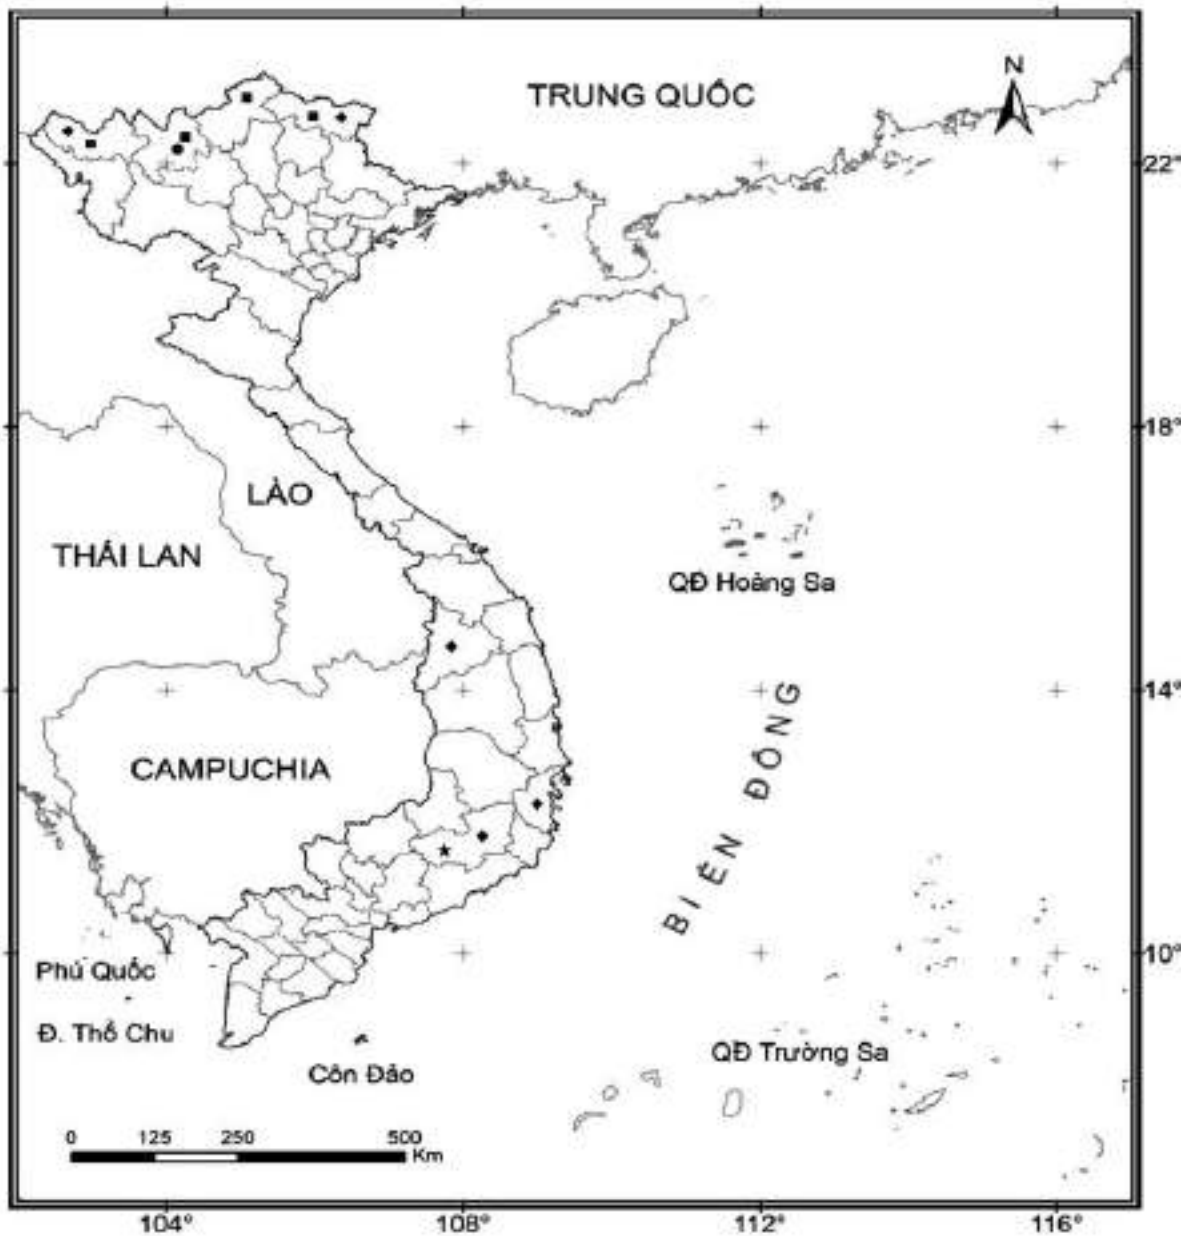 N
TRUNG QUỐC
22°
18°
LÀO
THÁI LAN
QĐ Hoàng Sa
14°
CAMPUCHIA
BIỂN ĐÔNG
10°
Phú Quốc
Đ. Thổ Chu
QĐ Trường Sa
Côn Đảo
0 125 250 500
Km
104° 108° 112° 116°